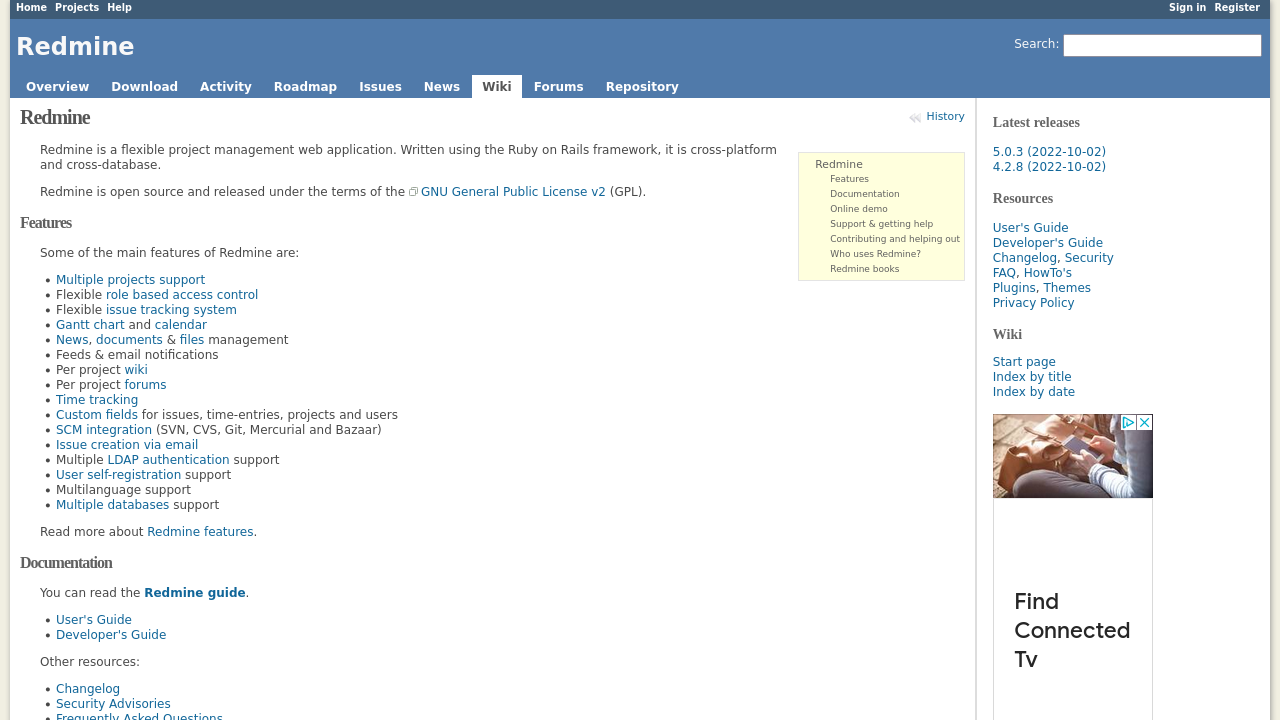 Home Projects Help
Sign in Register
Redmine
Search:
Overview Download Activity Roadmap Issues News Wiki Forums Repository
Redmine
History
Redmine is a flexible project management web application. Written using the Ruby on Rails framework, it is cross-platform
and cross-database.
Redmine is open source and released under the terms of the GNU General Public License v2 (GPL).
Redmine
Features
Documentation
Online demo
Support & getting help
Contributing and helping out
Who uses Redmine?
Redmine books
Features
Some of the main features of Redmine are:
• Multiple projects support
• Flexible role based access control
• Flexible issue tracking system
• Gantt chart and calendar
• News, documents & files management
• Feeds & email notifications
• Per project wiki
• Per project forums
• Time tracking
• Custom fields for issues, time-entries, projects and users
• SCM integration (SVN, CVS, Git, Mercurial and Bazaar)
• Issue creation via email
• Multiple LDAP authentication support
• User self-registration support
• Multilanguage support
• Multiple databases support
Read more about Redmine features.
Documentation
You can read the Redmine guide.
• User's Guide
• Developer's Guide
Other resources:
• Changelog
• Security Advisories
• Frequently Asked Questions
Latest releases
5.0.3 (2022-10-02)
4.2.8 (2022-10-02)
Resources
User's Guide
Developer's Guide
Changelog, Security
FAQ, HowTo's
Plugins, Themes
Privacy Policy
Wiki
Start page
Index by title
Index by date
Find
Connected
Tv